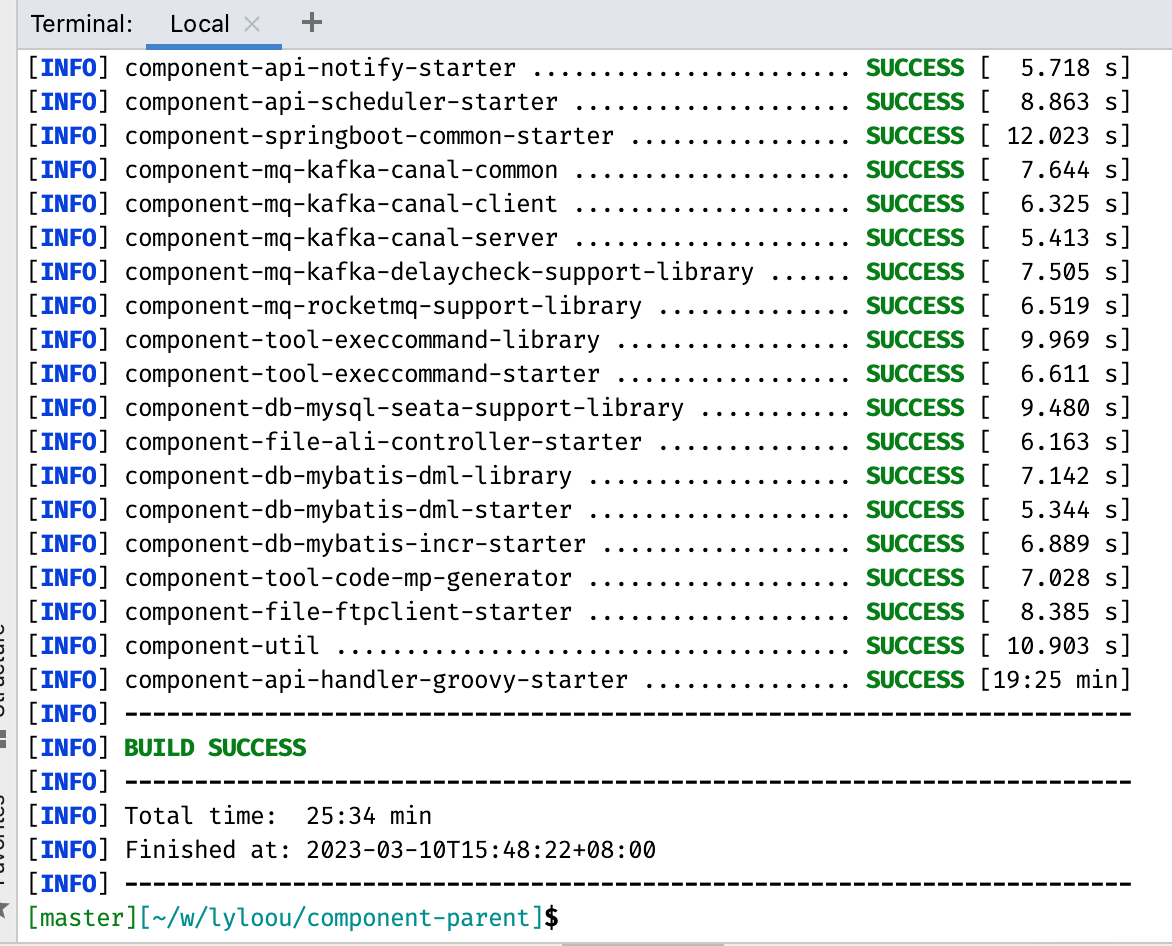 Terminal: Local × +
[INFO] component-api-notify-starter ....................... SUCCESS [  5.718 s]
[INFO] component-api-scheduler-starter .................... SUCCESS [  8.863 s]
[INFO] component-springboot-common-starter ................ SUCCESS [ 12.023 s]
[INFO] component-mq-kafka-canal-common .................... SUCCESS [  7.644 s]
[INFO] component-mq-kafka-canal-client .................... SUCCESS [  6.325 s]
[INFO] component-mq-kafka-canal-server .................... SUCCESS [  5.413 s]
[INFO] component-mq-kafka-delaycheck-support-library ...... SUCCESS [  7.505 s]
[INFO] component-mq-rocketmq-support-library .............. SUCCESS [  6.519 s]
[INFO] component-tool-execcommand-library ................. SUCCESS [  9.969 s]
[INFO] component-tool-execcommand-starter ................. SUCCESS [  6.611 s]
[INFO] component-db-mysql-seata-support-library ........... SUCCESS [  9.480 s]
[INFO] component-file-ali-controller-starter .............. SUCCESS [  6.163 s]
[INFO] component-db-mybatis-dml-library ................... SUCCESS [  7.142 s]
[INFO] component-db-mybatis-dml-starter ................... SUCCESS [  5.344 s]
[INFO] component-db-mybatis-incr-starter .................. SUCCESS [  6.889 s]
[INFO] component-tool-code-mp-generator ................... SUCCESS [  7.028 s]
[INFO] component-file-ftpclient-starter ................... SUCCESS [  8.385 s]
[INFO] component-util ..................................... SUCCESS [ 10.903 s]
[INFO] component-api-handler-groovy-starter ............... SUCCESS [19:25 min]
[INFO] ------------------------------------------------------------------------
[INFO] BUILD SUCCESS
[INFO] ------------------------------------------------------------------------
[INFO] Total time:  25:34 min
[INFO] Finished at: 2023-03-10T15:48:22+08:00
[INFO] ------------------------------------------------------------------------
[master][~/w/lyloou/component-parent]$